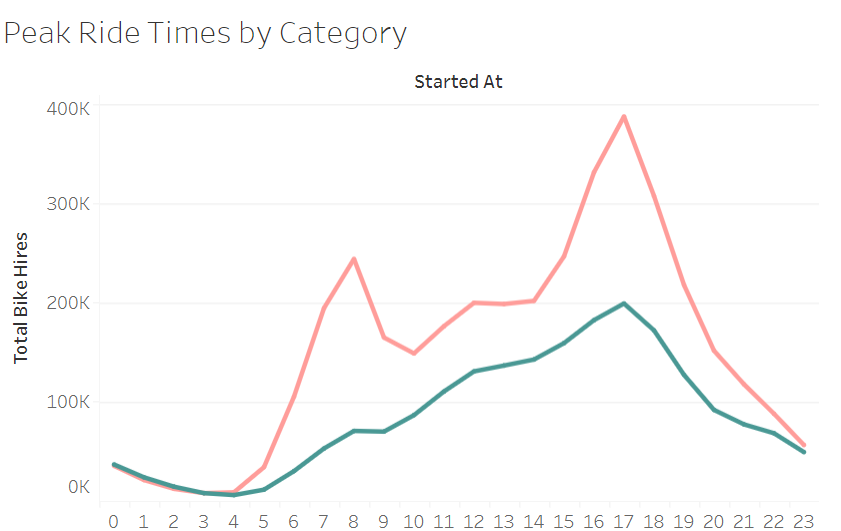 Peak Ride Times by Category
Started At
400K
300K
200K
100K
0K
Total Bike Hires
0 1 2 3 4 5 6 7 8 9 10 11 12 13 14 15 16 17 18 19 20 21 22 23